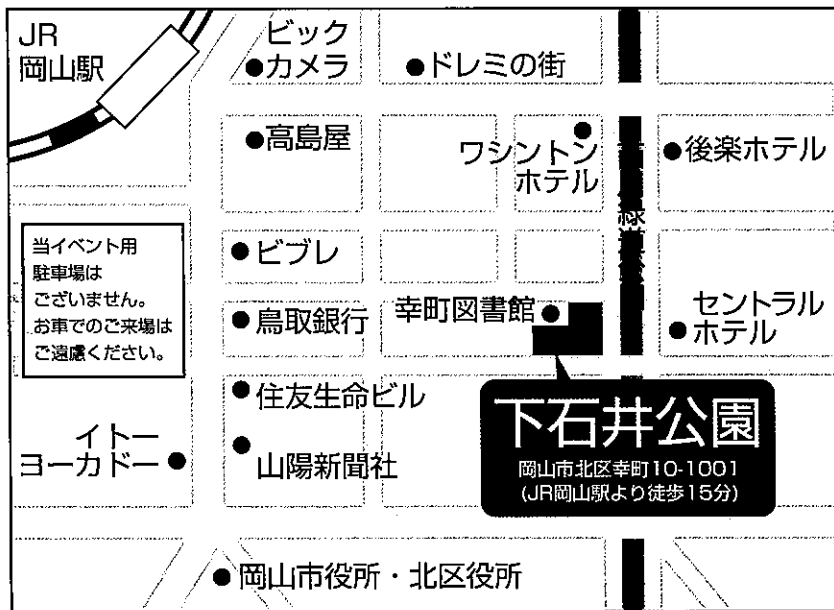 JR
岡山駅
ビック
カメラ
ドレミの街
高島屋
ワシントン
ホテル
後楽ホテル
当イベント用
駐車場は
ございません。
お車でのご来場は
ご遠慮ください。
ビブレ
鳥取銀行
幸町図書館
セントラル
ホテル
住友生命ビル
下石井公園
岡山市北区幸町10-1001
(JR岡山駅より徒歩15分)
イトー
ヨーカドー
山陽新聞社
岡山市役所・北区役所